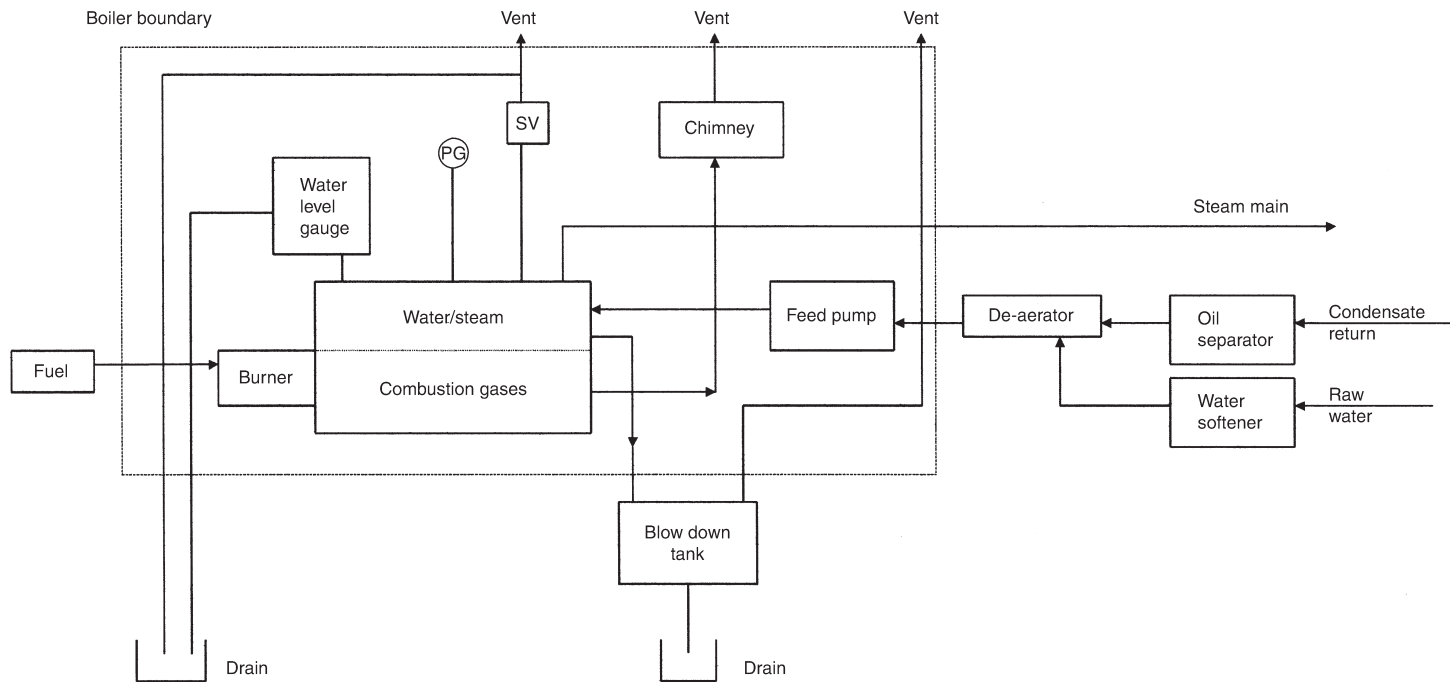 Boiler boundary
Vent
Vent
Vent
SV
Chimney
PG
Water
level
gauge
Steam main
Water/steam
Feed pump
De-aerator
Oil
separator
Condensate
return
Fuel
Burner
Combustion gases
Water
softener
Raw
water
Blow down
tank
Drain
Drain